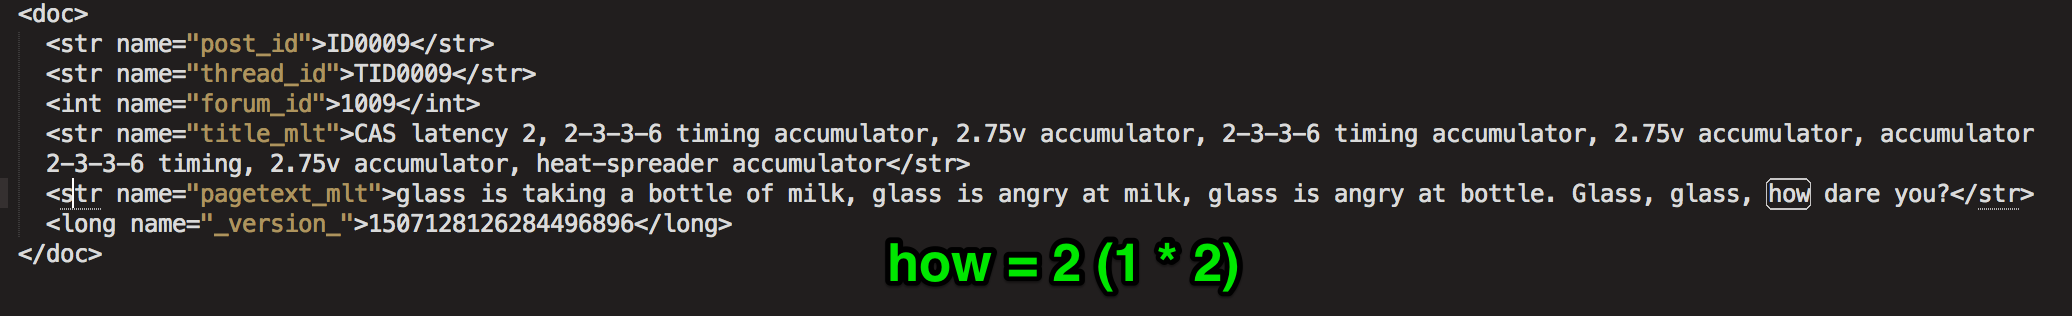 <doc>
<str name="post_id">ID0009</str>
<str name="thread_id">TID0009</str>
<int name="forum_id">1009</int>
<str name="title_mlt">CAS latency 2, 2-3-3-6 timing accumulator, 2.75v accumulator, 2-3-3-6 timing accumulator, 2.75v accumulator, accumulator
2-3-3-6 timing, 2.75v accumulator, heat-spreader accumulator</str>
<str name="pagetext_mlt">glass is taking a bottle of milk, glass is angry at milk, glass is angry at bottle. Glass, glass, how dare you?</str>
<long name="_version_">1507128126284496896</long>
</doc>
how = 2 (1 * 2)